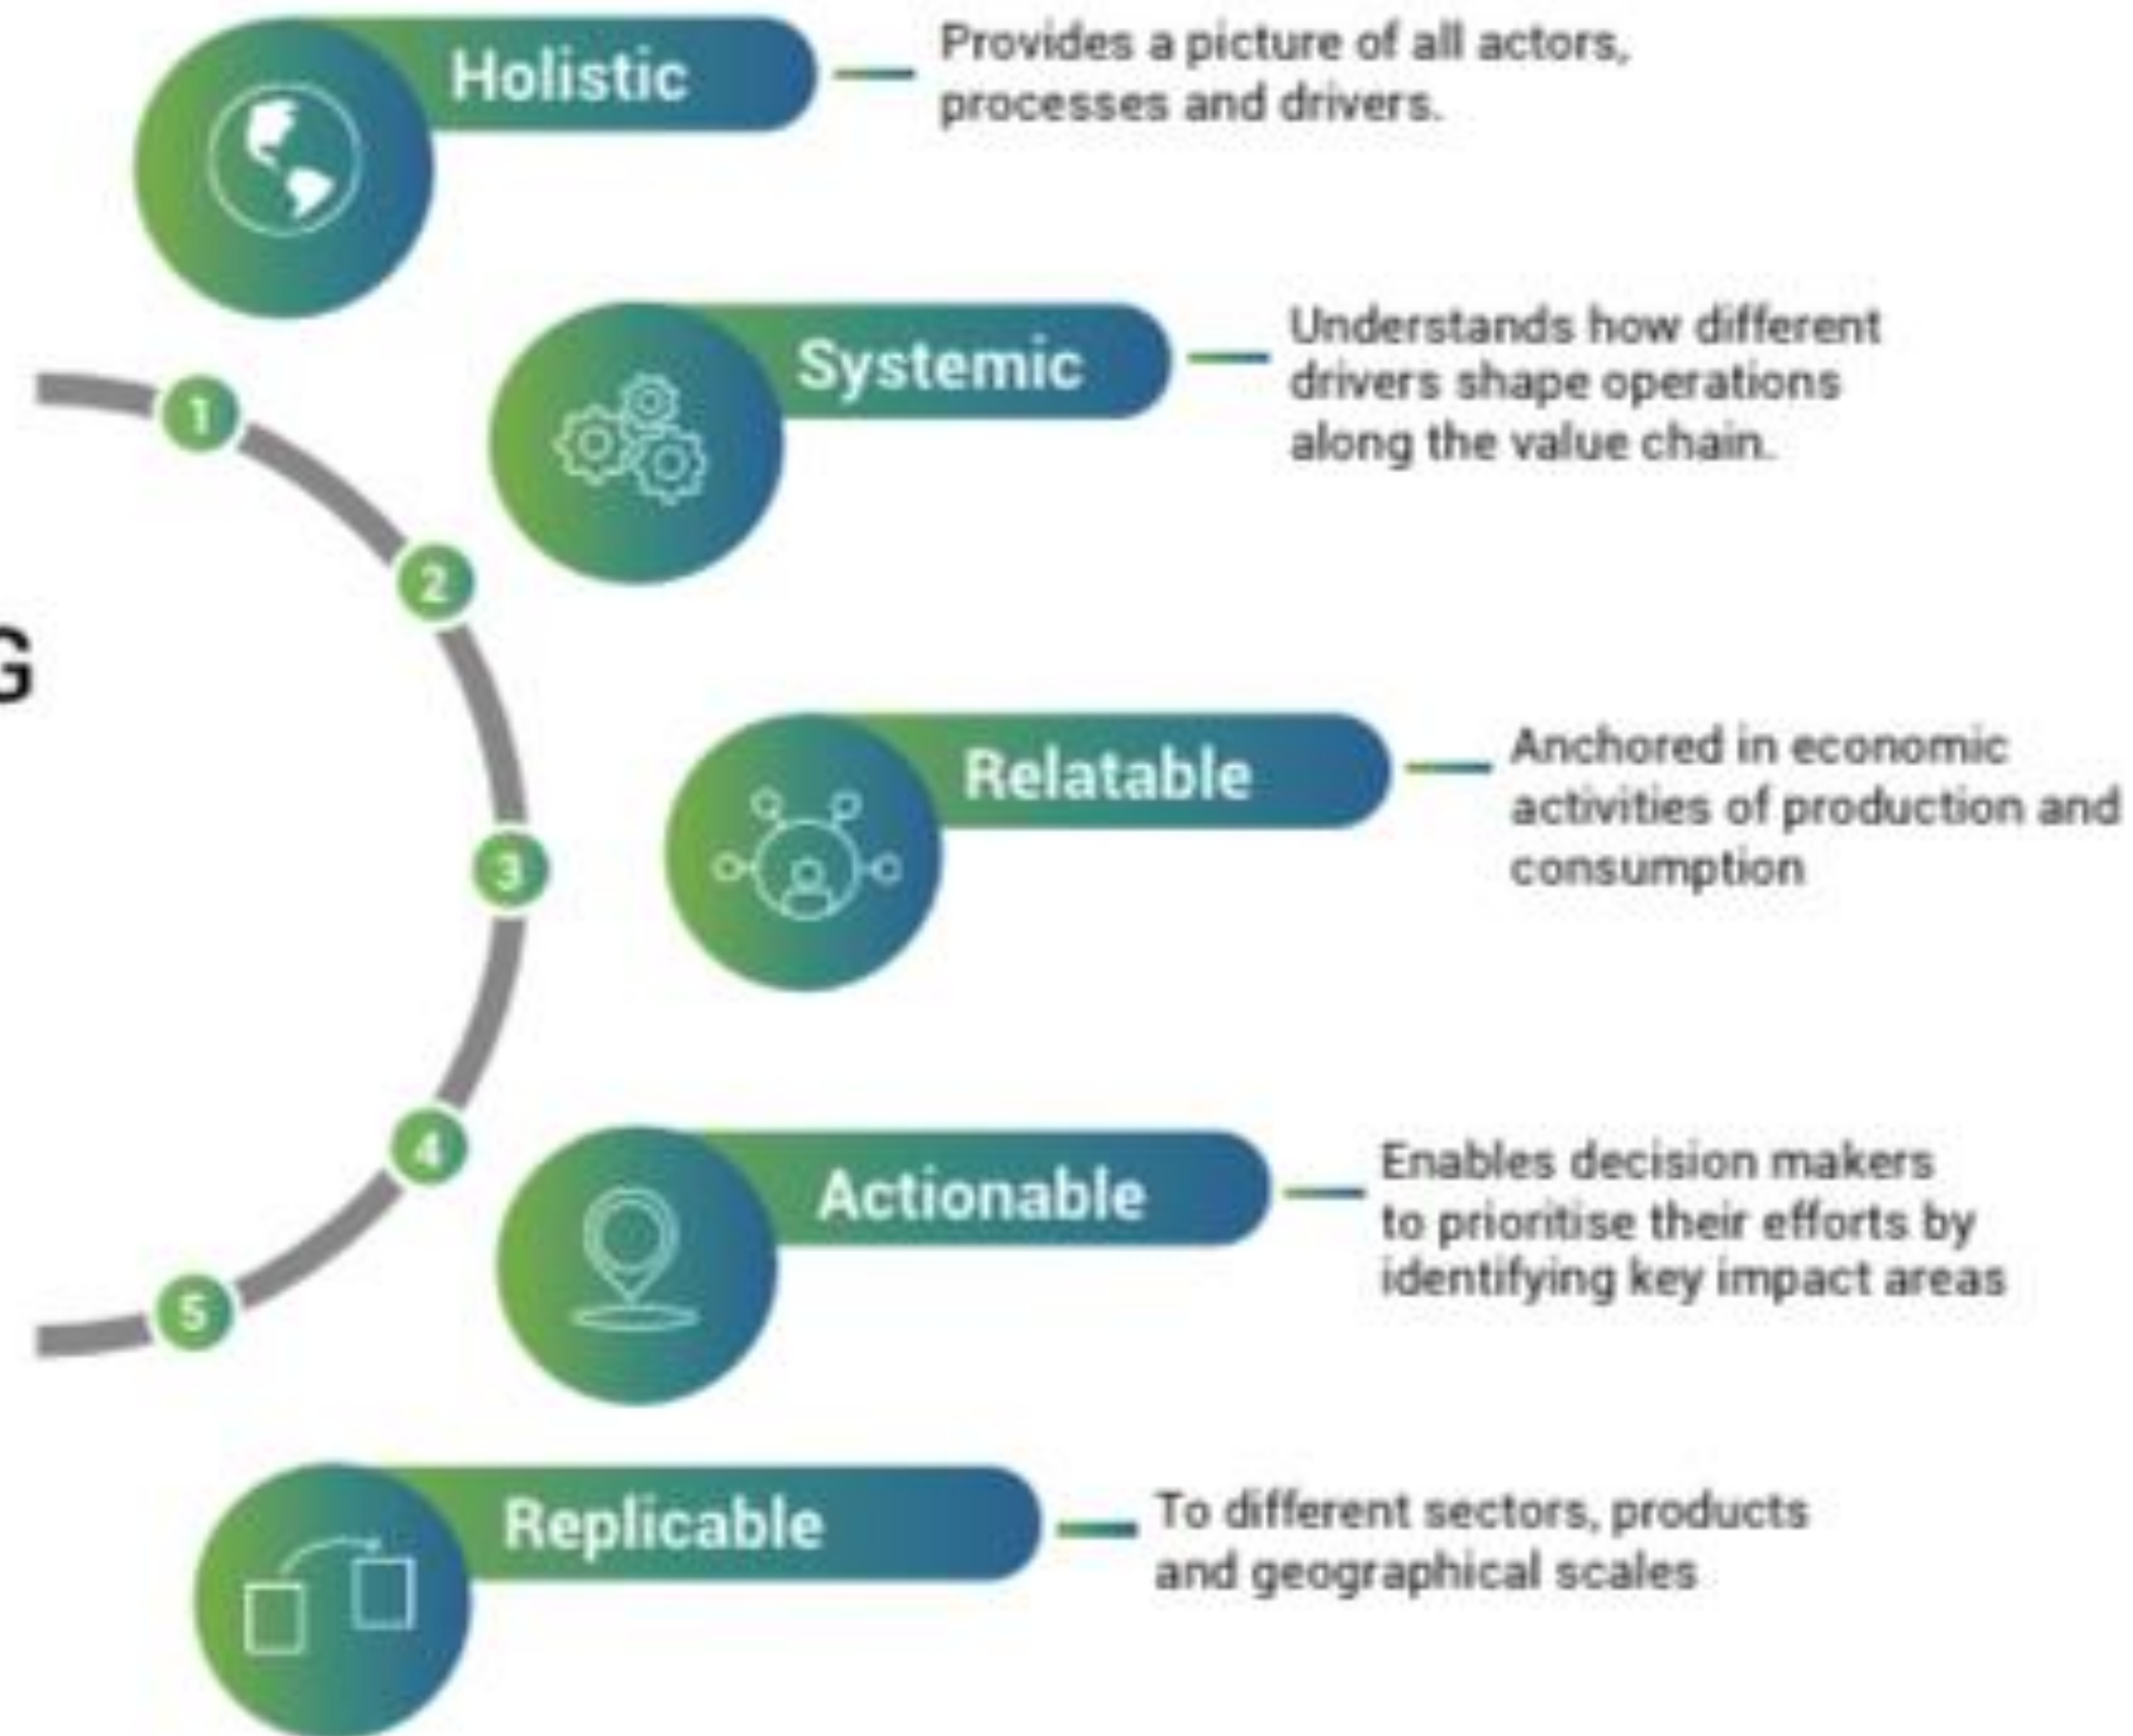 Holistic
Provides a picture of all actors,
processes and drivers.
Systemic
Understands how different
drivers shape operations
along the value chain.
1
2
G
Relatable
Anchored in economic
activities of production and
consumption
3
4
Actionable
Enables decision makers
to prioritise their efforts by
identifying key impact areas
5
Replicable
To different sectors, products
and geographical scales